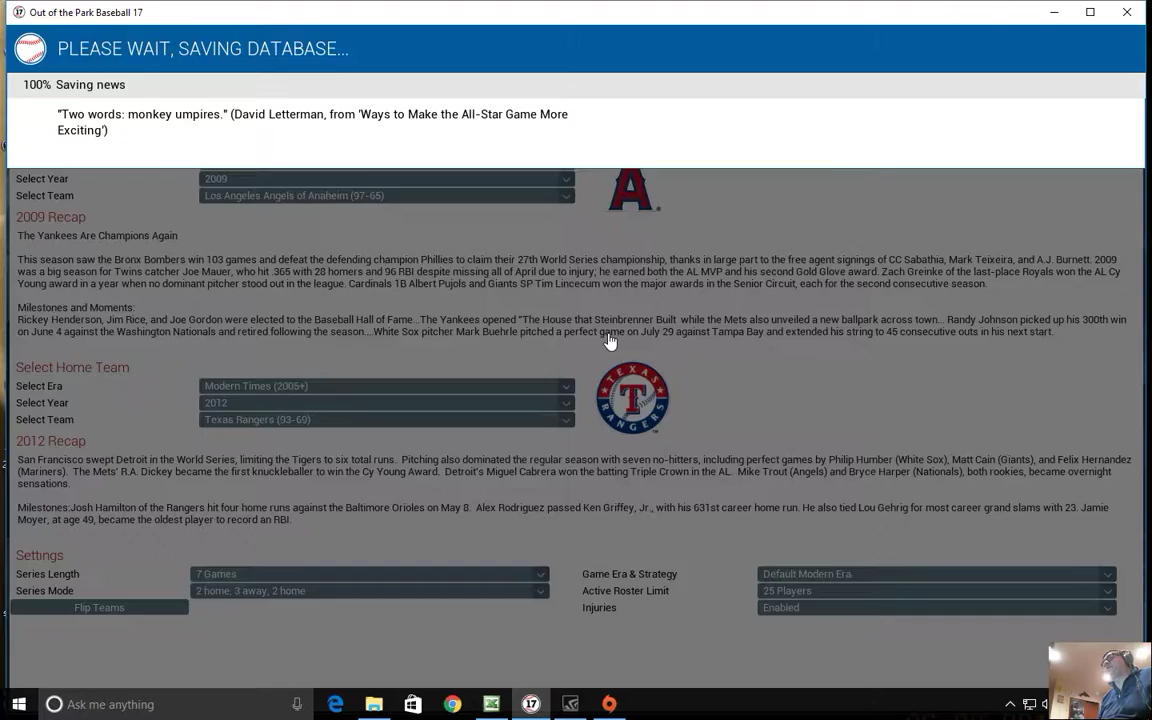 Out of the Park Baseball 17
PLEASE WAIT, SAVING DATABASE...
100% Saving news
"Two words: monkey umpires." (David Letterman, from 'Ways to Make the All-Star Game More
Exciting')
Select Year 2009
Select Team Los Angeles Angels of Anaheim (97-65)
2009 Recap
The Yankees Are Champions Again
This season saw the Bronx Bombers win 103 games and defeat the defending champion Phillies to claim their 27th World Series championship, thanks in large part to the free agent signings of CC Sabathia, Mark Teixeira, and A.J. Burnett. 2009
was a big season for Twins catcher Joe Mauer, who hit .365 with 28 homers and 96 RBI despite missing all of April due to injury; he earned both the AL MVP and his second Gold Glove award. Zach Greinke of the last-place Royals won the AL Cy
Young award in a year when no dominant pitcher stood out in the league. Cardinals 1B Albert Pujols and Giants SP Tim Lincecum won the major awards in the Senior Circuit, each for the second consecutive season.
Milestones and Moments:
Rickey Henderson, Jim Rice, and Joe Gordon were elected to the Baseball Hall of Fame...The Yankees opened "The House that Steinbrenner Built while the Mets also unveiled a new ballpark across town... Randy Johnson picked up his 300th win
on June 4 against the Washington Nationals and retired following the season....White Sox pitcher Mark Buehrle pitched a perfect game on July 29 against Tampa Bay and extended his string to 45 consecutive outs in his next start.
Select Home Team
Select Era Modern Times (2005+)
Select Year 2012
Select Team Texas Rangers (93-69)
TEXAS
T
RANGERS
2012 Recap
San Francisco swept Detroit in the World Series, limiting the Tigers to six total runs. Pitching also dominated the regular season with seven no-hitters, including perfect games by Philip Humber (White Sox), Matt Cain (Giants), and Felix Hernandez
(Mariners). The Mets' R.A. Dickey became the first knuckleballer to win the Cy Young Award. Detroit's Miguel Cabrera won the batting Triple Crown in the AL. Mike Trout (Angels) and Bryce Harper (Nationals), both rookies, became overnight
sensations.
Milestones:Josh Hamilton of the Rangers hit four home runs against the Baltimore Orioles on May 8. Alex Rodriguez passed Ken Griffey, Jr., with his 631st career home run. He also tied Lou Gehrig for most career grand slams with 23. Jamie
Moyer, at age 49, became the oldest player to record an RBI.
Settings
Series Length 7 Games Game Era & Strategy Default Modern Era
Series Mode 2 home, 3 away, 2 home Active Roster Limit 25 Players
Flip Teams Injuries Enabled
Ask me anything